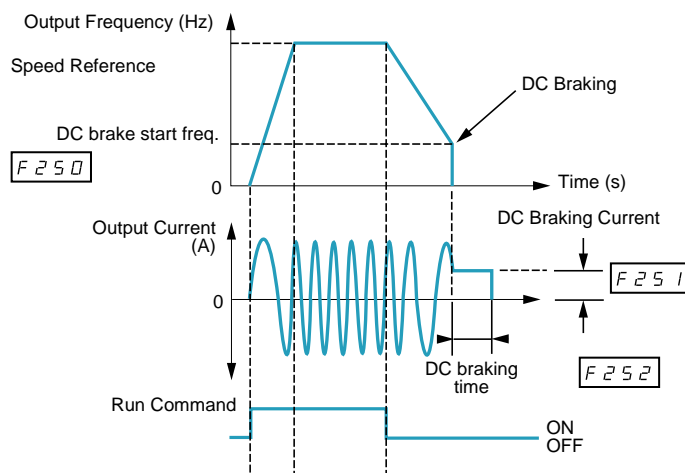 Output Frequency (Hz)
Speed Reference
DC Braking
DC brake start freq.
F250
0
Time (s)
Output Current
(A)
DC Braking Current
F251
0
DC braking
time
F252
Run Command
ON
OFF